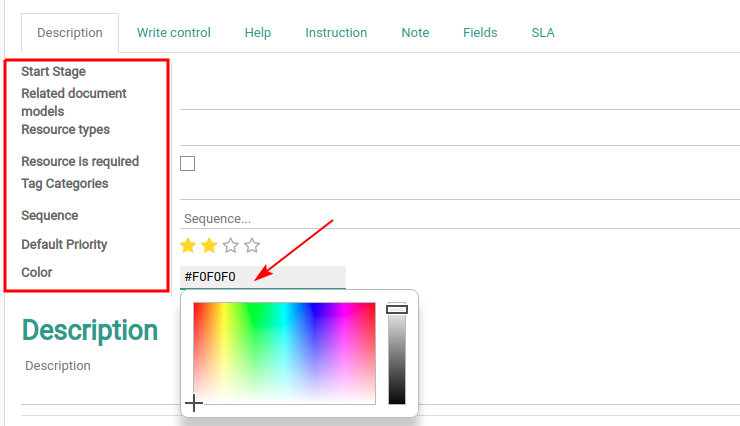 Description Write control Help Instruction Note Fields SLA
Start Stage
Related document
models
Resource types
Resource is required
Tag Categories
Sequence Sequence...
Default Priority
Color #F0F0F0
Description
Description